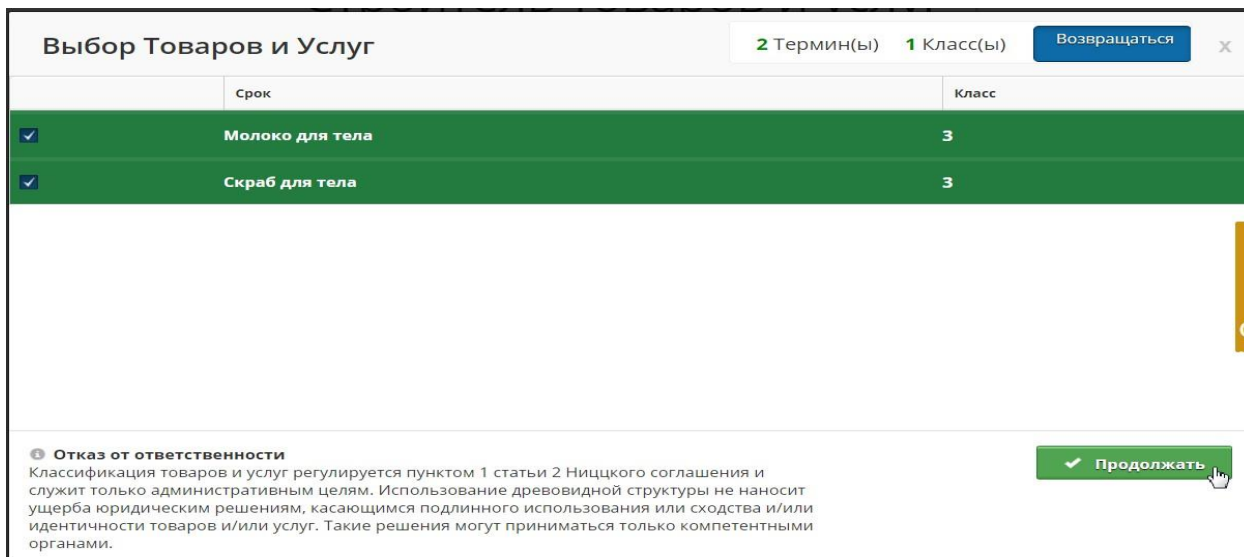 Выбор Товаров и Услуг
2 Термин(ы) 1 Класс(ы)
Возвращаться
x
Срок Класс
Молоко для тела 3
Скраб для тела 3
Отказ от ответственности
Классификация товаров и услуг регулируется пунктом 1 статьи 2 Ниццкого соглашения и
служит только административным целям. Использование древовидной структуры не наносит
ущерба юридическим решениям, касающимся подлинного использования или сходства и/или
идентичности товаров и/или услуг. Такие решения могут приниматься только компетентными
органами.
Продолжать